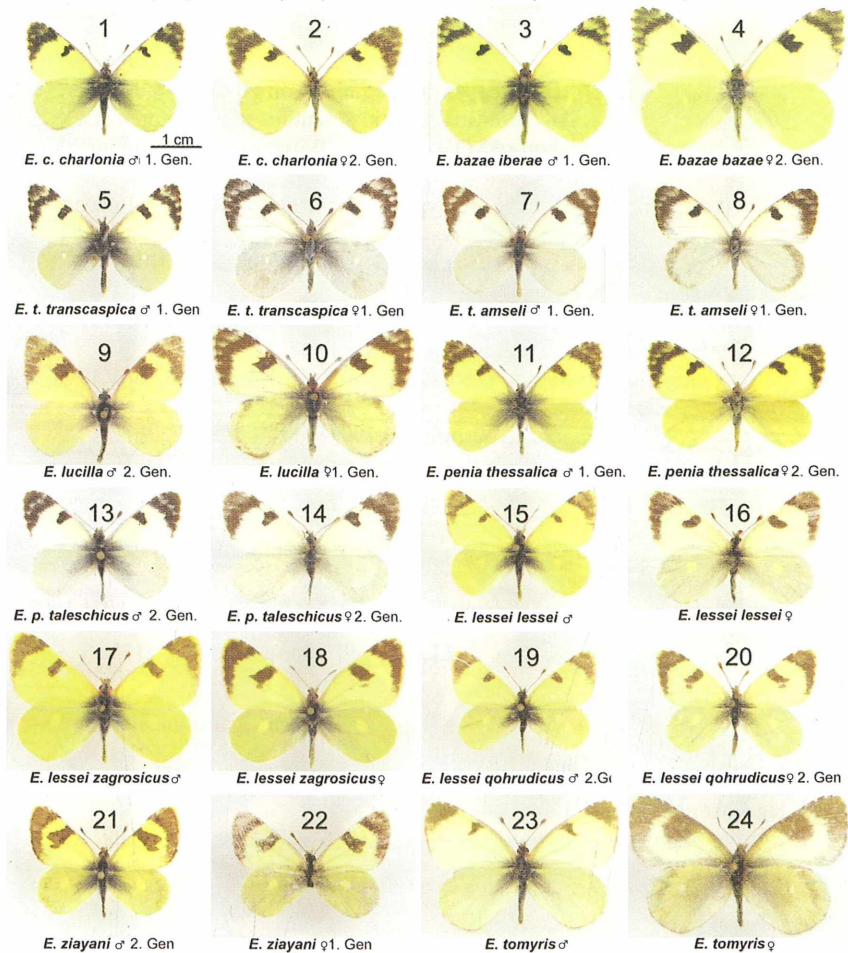 1 2 3 4
1 cm
E. c. charlonia ♂ 1. Gen. E. c. charlonia ♀ 2. Gen. E. bazae iberae ♂ 1. Gen. E. bazae bazae ♀ 2. Gen.
5 6 7 8
E. t. transcaspica ♂ 1. Gen E. t. transcaspica ♀1. Gen E. t. amseli ♂ 1. Gen. E. t. amseli ♀1. Gen.
9 10 11 12
E. lucilla ♂ 2. Gen. E. lucilla ♀1. Gen. E. penia thessalica ♂ 1. Gen. E. penia thessalica ♀ 2. Gen.
13 14 15 16
E. p. taleschicus ♂ 2. Gen. E. p. taleschicus ♀ 2. Gen. E. lessei lessei ♂ E. lessei lessei ♀
17 18 19 20
E. lessei zagrosicus ♂ E. lessei zagrosicus ♀ E. lessei qohrudicus ♂ 2.Ge E. lessei qohrudicus ♀ 2. Gen
21 22 23 24
E. ziayani ♂ 2. Gen E. ziayani ♀1. Gen E. tomyris ♂ E. tomyris ♀